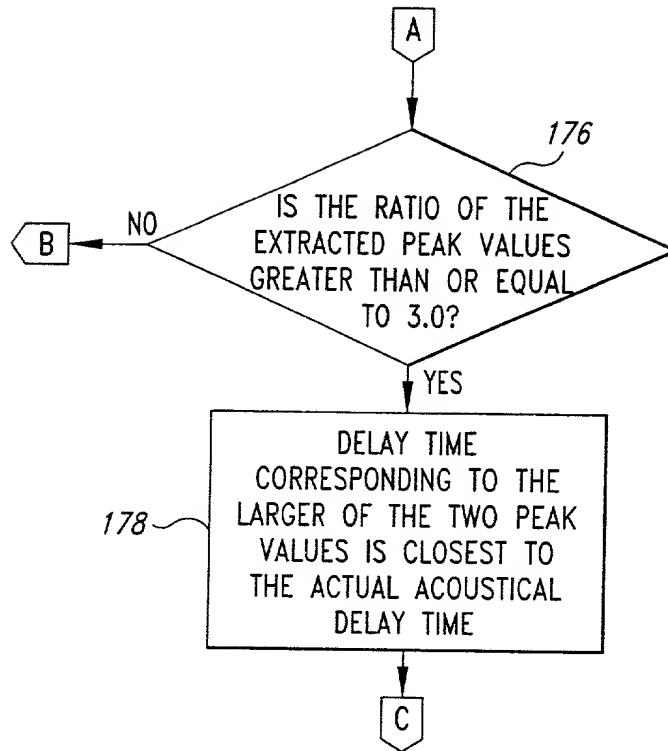 A
176
IS THE RATIO OF THE
EXTRACTED PEAK VALUES
GREATER THAN OR EQUAL
TO 3.0?
NO
B
YES
DELAY TIME
CORRESPONDING TO THE
LARGER OF THE TWO PEAK
VALUES IS CLOSEST TO
THE ACTUAL ACOUSTICAL
DELAY TIME
178
C